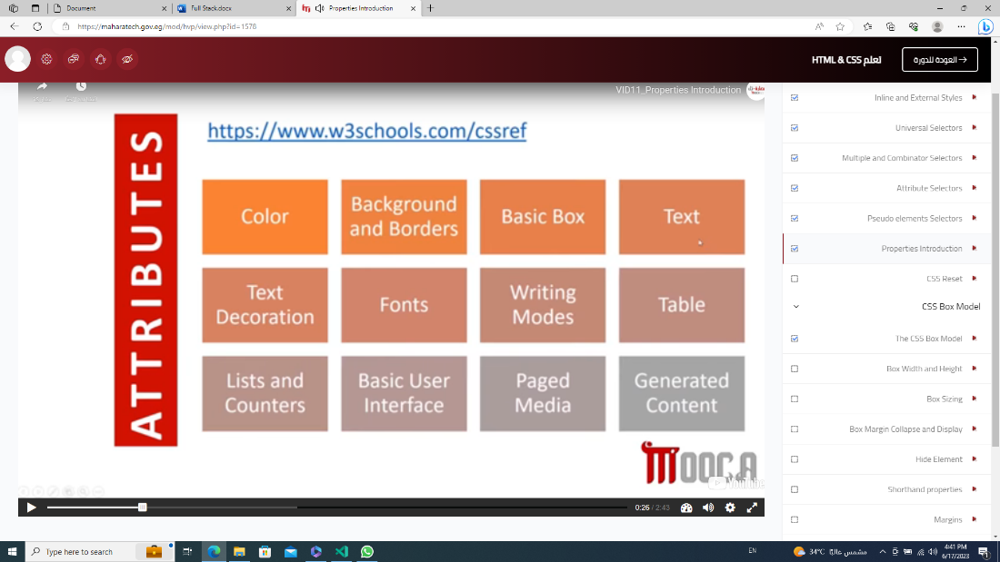 Document
Full Stack.docx
Properties Introduction
https://maharatech.gov.eg/mod/hvp/view.php?id=1578
تعلم HTML & CSS
العودة للدورة
VID11_Properties Introduction
https://www.w3schools.com/cssref
ATTRIBUTES
Color
Background and Borders
Basic Box
Text
Text Decoration
Fonts
Writing Modes
Table
Lists and Counters
Basic User Interface
Paged Media
Generated Content
mooca
YouTube
0:26 / 2:43
Inline and External Styles
Universal Selectors
Multiple and Combinator Selectors
Attribute Selectors
Pseudo elements Selectors
Properties Introduction
CSS Reset
CSS Box Model
The CSS Box Model
Box Width and Height
Box Sizing
Box Margin Collapse and Display
Hide Element
Shorthand properties
Margins
Type here to search
EN
34°C مشمس غالبًا
4:41 PM
6/17/2023